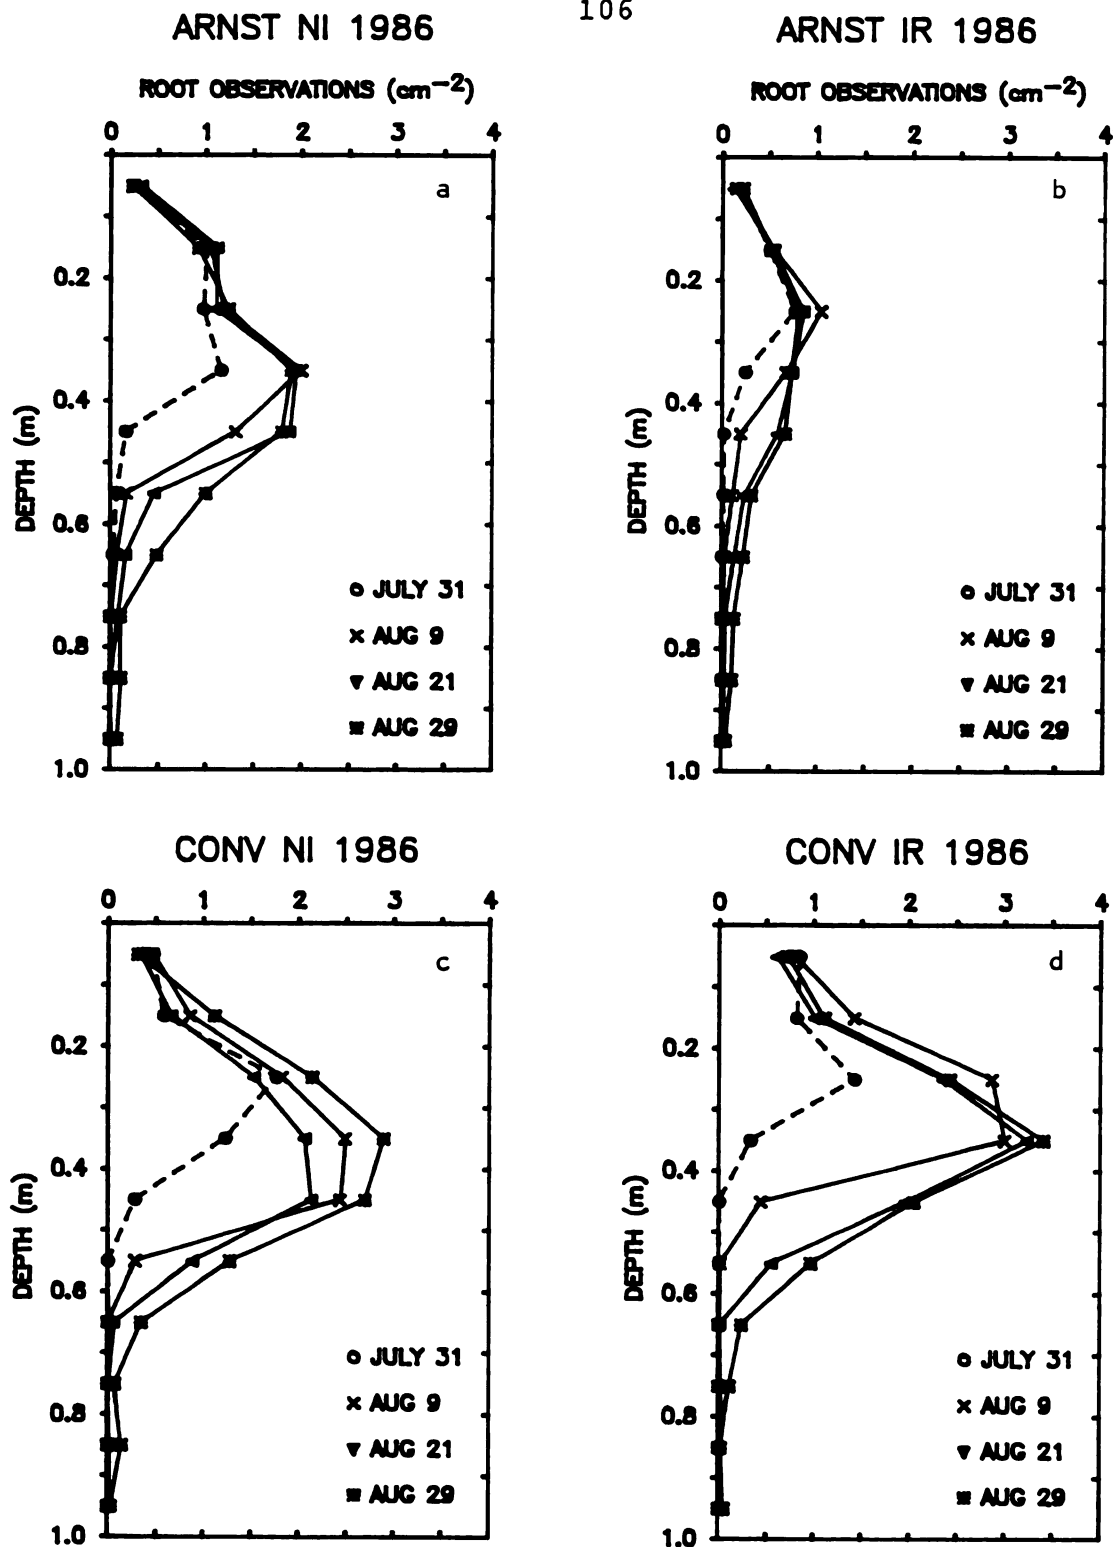 106
ARNST NI 1986
ROOT OBSERVATIONS (cm−2)
0 1 2 3 4
a
0.2
0.4
0.6
0.8
1.0
DEPTH (m)
JULY 31
AUG 9
AUG 21
AUG 29
ARNST IR 1986
ROOT OBSERVATIONS (cm−2)
0 1 2 3 4
b
0.2
0.4
0.6
0.8
1.0
DEPTH (m)
JULY 31
AUG 9
AUG 21
AUG 29
CONV NI 1986
0 1 2 3 4
c
0.2
0.4
0.6
0.8
1.0
DEPTH (m)
JULY 31
AUG 9
AUG 21
AUG 29
CONV IR 1986
0 1 2 3 4
d
0.2
0.4
0.6
0.8
1.0
DEPTH (m)
JULY 31
AUG 9
AUG 21
AUG 29